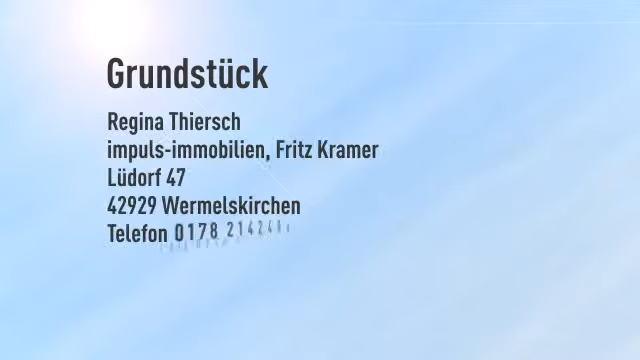 Grundstück
Regina Thiersch
impuls-immobilien, Fritz Kramer
Lüdorf 47
42929 Wermelskirchen
Telefon 0178